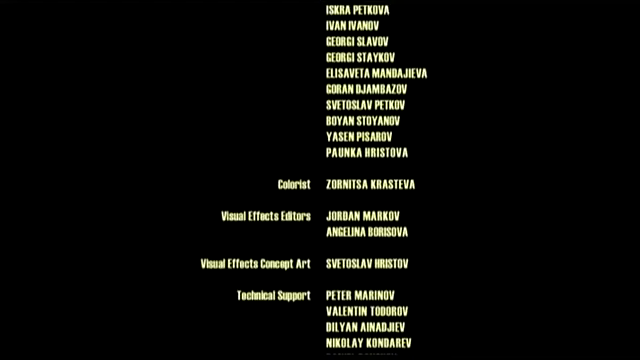 ISKRA PETKOVA
IVAN IVANOV
GEORGI SLAVOV
GEORGI STAYKOV
ELISAVETA MANDAJIEVA
GORAN DJAMBAZOV
SVETOSLAV PETKOV
BOYAN STOYANOV
YASEN PISAROV
PAUNKA HRISTOVA
Colorist ZORNITSA KRASTEVA
Visual Effects Editors JORDAN MARKOV
ANGELINA BORISOVA
Visual Effects Concept Art SVETOSLAV HRISTOV
Technical Support PETER MARINOV
VALENTIN TODOROV
DILYAN AINADJIEV
NIKOLAY KONDAREV